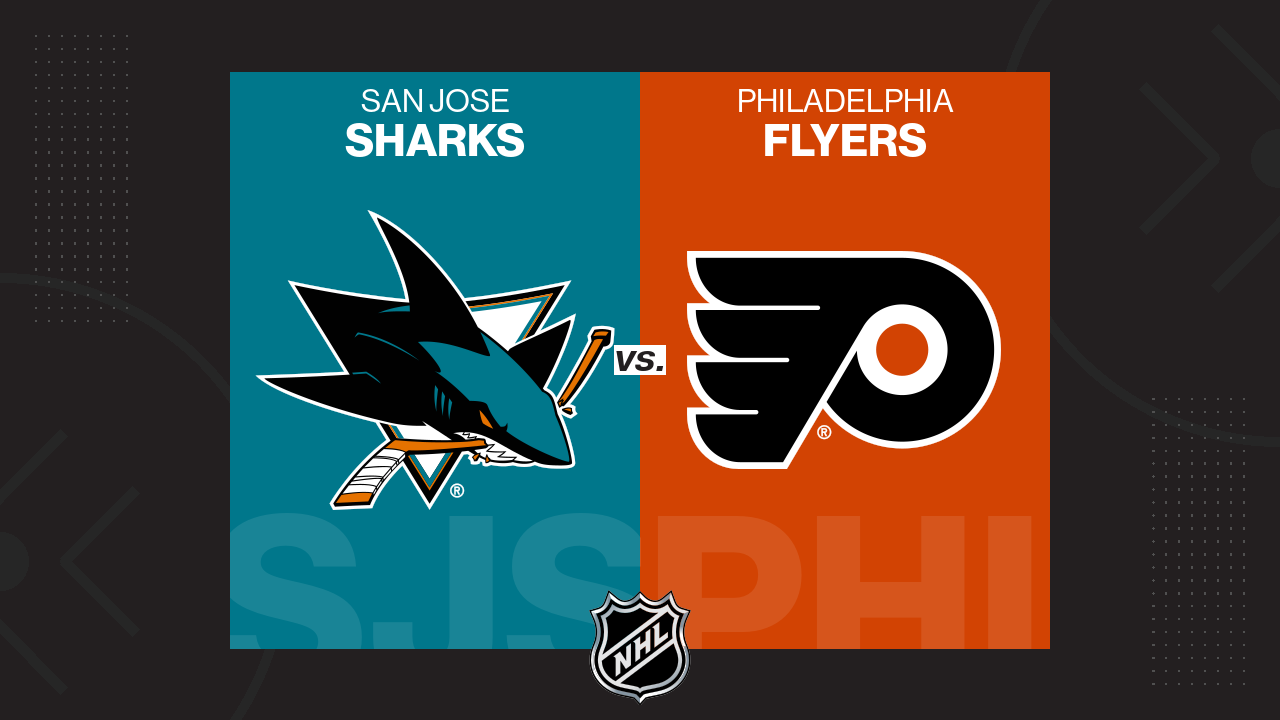 SAN JOSE
SHARKS
PHILADELPHIA
FLYERS
VS.
®
®
SJS
PHI
NHL